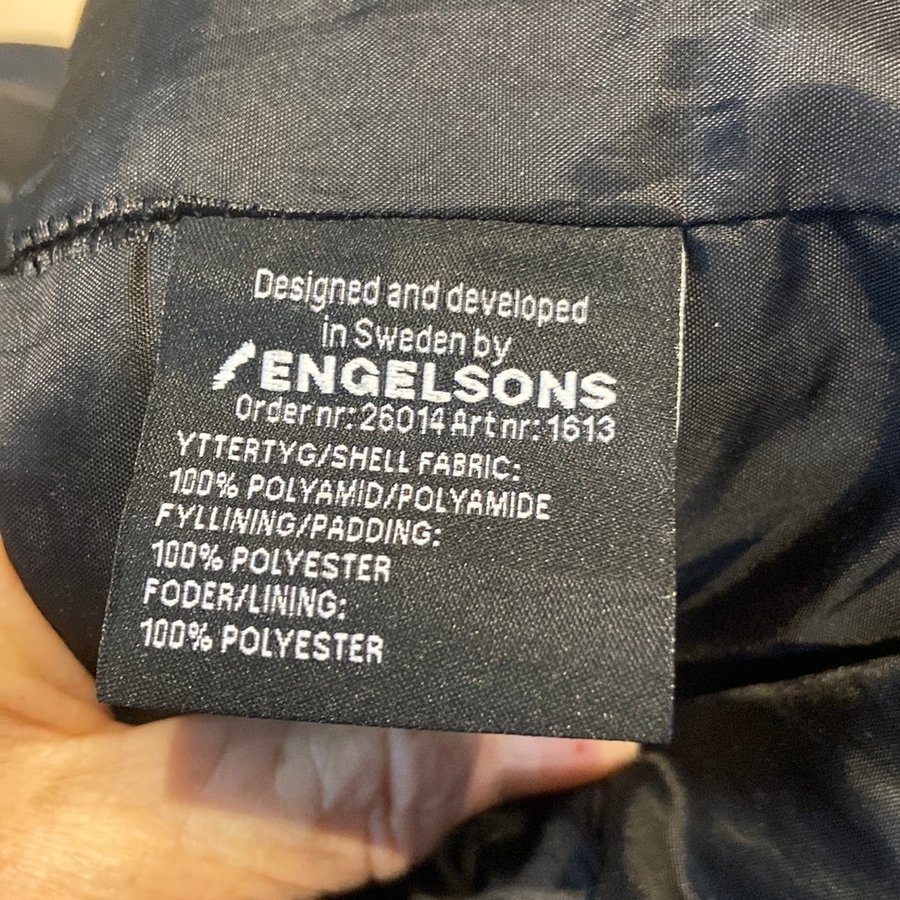 Designed and developed
in Sweden by
ENGELSONS
Order nr: 26014 Art nr: 1613
YTTERTYG/SHELL FABRIC:
100% POLYAMID/POLYAMIDE
FYLLINING/PADDING:
100% POLYESTER
FODER/LINING:
100% POLYESTER